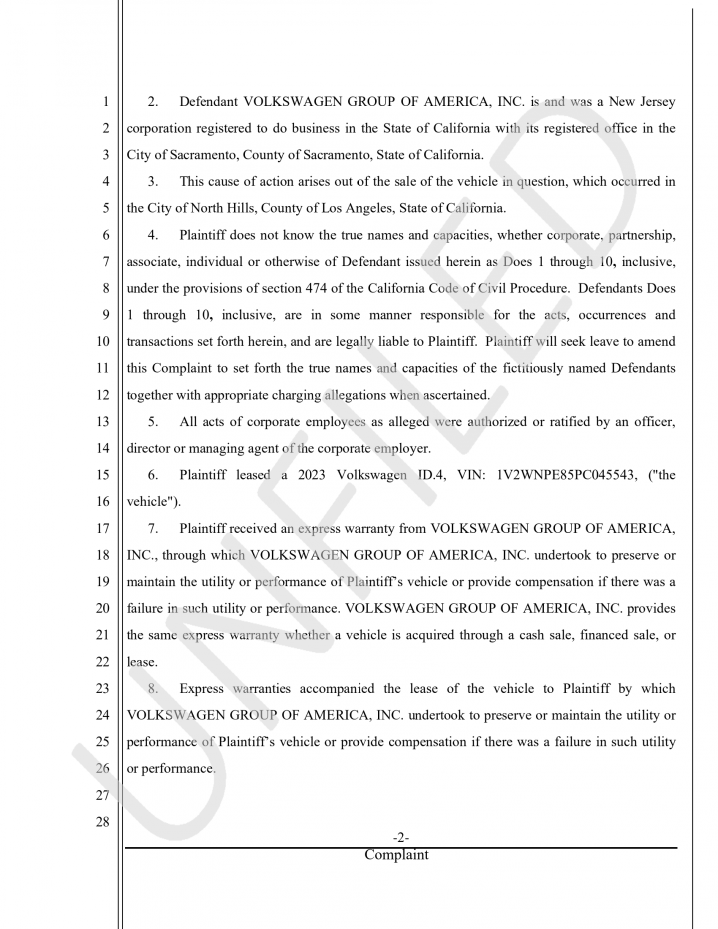 1 2. Defendant VOLKSWAGEN GROUP OF AMERICA, INC. is and was a New Jersey
2 corporation registered to do business in the State of California with its registered office in the
3 City of Sacramento, County of Sacramento, State of California.
4 3. This cause of action arises out of the sale of the vehicle in question, which occurred in
5 the City of North Hills, County of Los Angeles, State of California.
6 4. Plaintiff does not know the true names and capacities, whether corporate, partnership,
7 associate, individual or otherwise of Defendant issued herein as Does 1 through 10, inclusive,
8 under the provisions of section 474 of the California Code of Civil Procedure. Defendants Does
9 1 through 10, inclusive, are in some manner responsible for the acts, occurrences and
10 transactions set forth herein, and are legally liable to Plaintiff. Plaintiff will seek leave to amend
11 this Complaint to set forth the true names and capacities of the fictitiously named Defendants
12 together with appropriate charging allegations when ascertained.
13 5. All acts of corporate employees as alleged were authorized or ratified by an officer,
14 director or managing agent of the corporate employer.
15 6. Plaintiff leased a 2023 Volkswagen ID.4, VIN: 1V2WNPE85PC045543, ("the
16 vehicle").
17 7. Plaintiff received an express warranty from VOLKSWAGEN GROUP OF AMERICA,
18 INC., through which VOLKSWAGEN GROUP OF AMERICA, INC. undertook to preserve or
19 maintain the utility or performance of Plaintiff's vehicle or provide compensation if there was a
20 failure in such utility or performance. VOLKSWAGEN GROUP OF AMERICA, INC. provides
21 the same express warranty whether a vehicle is acquired through a cash sale, financed sale, or
22 lease.
23 8. Express warranties accompanied the lease of the vehicle to Plaintiff by which
24 VOLKSWAGEN GROUP OF AMERICA, INC. undertook to preserve or maintain the utility or
25 performance of Plaintiff's vehicle or provide compensation if there was a failure in such utility
26 or performance.
27
28
-2-
Complaint
UNFILED